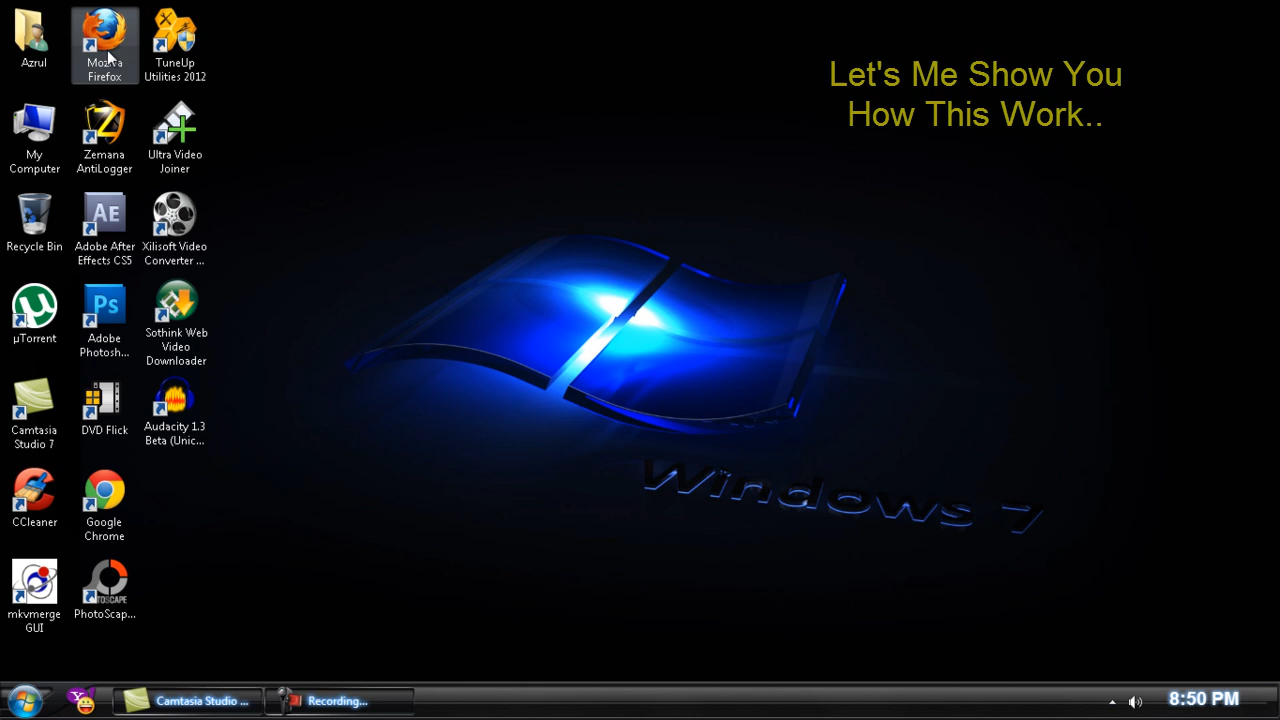 Let's Me Show You
How This Work..
Azrul
Mozilla
Firefox
TuneUp
Utilities 2012
My
Computer
Zemana
AntiLogger
Ultra Video
Joiner
Recycle Bin
AE
Adobe After
Effects CS5
Xilisoft Video
Converter ...
µTorrent
Ps
Adobe
Photosh...
Sothink Web
Video
Downloader
Camtasia
Studio 7
DVD Flick
Audacity 1.3
Beta (Unic...
CCleaner
Google
Chrome
mkvmerge
GUI
PhotoScap...
Windows 7
Camtasia Studio ...
Recording...
8:50 PM